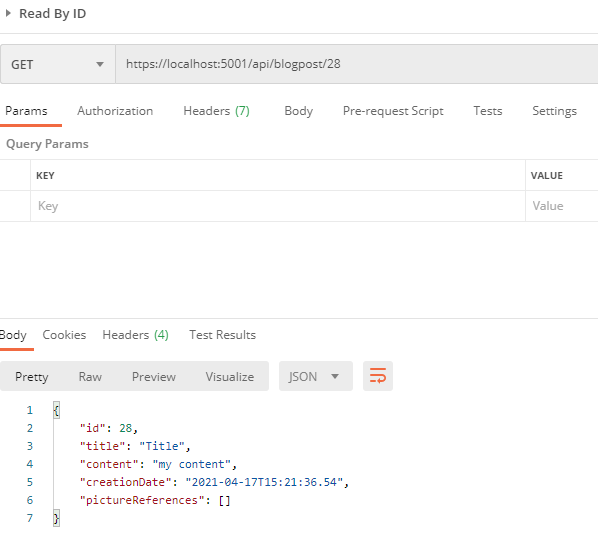 Read By ID
GET https://localhost:5001/api/blogpost/28
Params Authorization Headers (7) Body Pre-request Script Tests Settings
Query Params
KEY VALUE
Key Value
Body Cookies Headers (4) Test Results
Pretty Raw Preview Visualize JSON
1 {
2 "id": 28,
3 "title": "Title",
4 "content": "my content",
5 "creationDate": "2021-04-17T15:21:36.54",
6 "pictureReferences": []
7 }